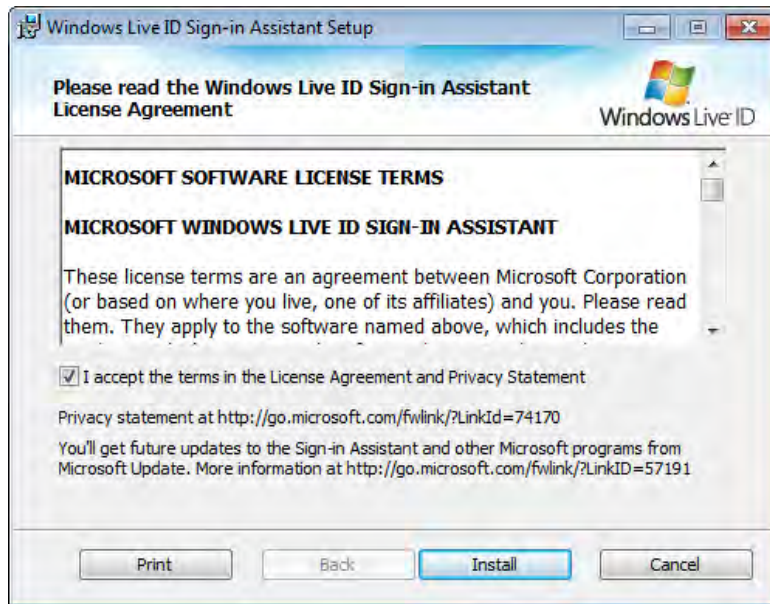 Windows Live ID Sign-in Assistant Setup
Please read the Windows Live ID Sign-in Assistant
License Agreement
Windows Live ID
MICROSOFT SOFTWARE LICENSE TERMS
MICROSOFT WINDOWS LIVE ID SIGN-IN ASSISTANT
These license terms are an agreement between Microsoft Corporation
(or based on where you live, one of its affiliates) and you. Please read
them. They apply to the software named above, which includes the
I accept the terms in the License Agreement and Privacy Statement
Privacy statement at http://go.microsoft.com/fwlink/?LinkId=74170
You'll get future updates to the Sign-in Assistant and other Microsoft programs from
Microsoft Update. More information at http://go.microsoft.com/fwlink/?LinkID=57191
Print
Back
Install
Cancel